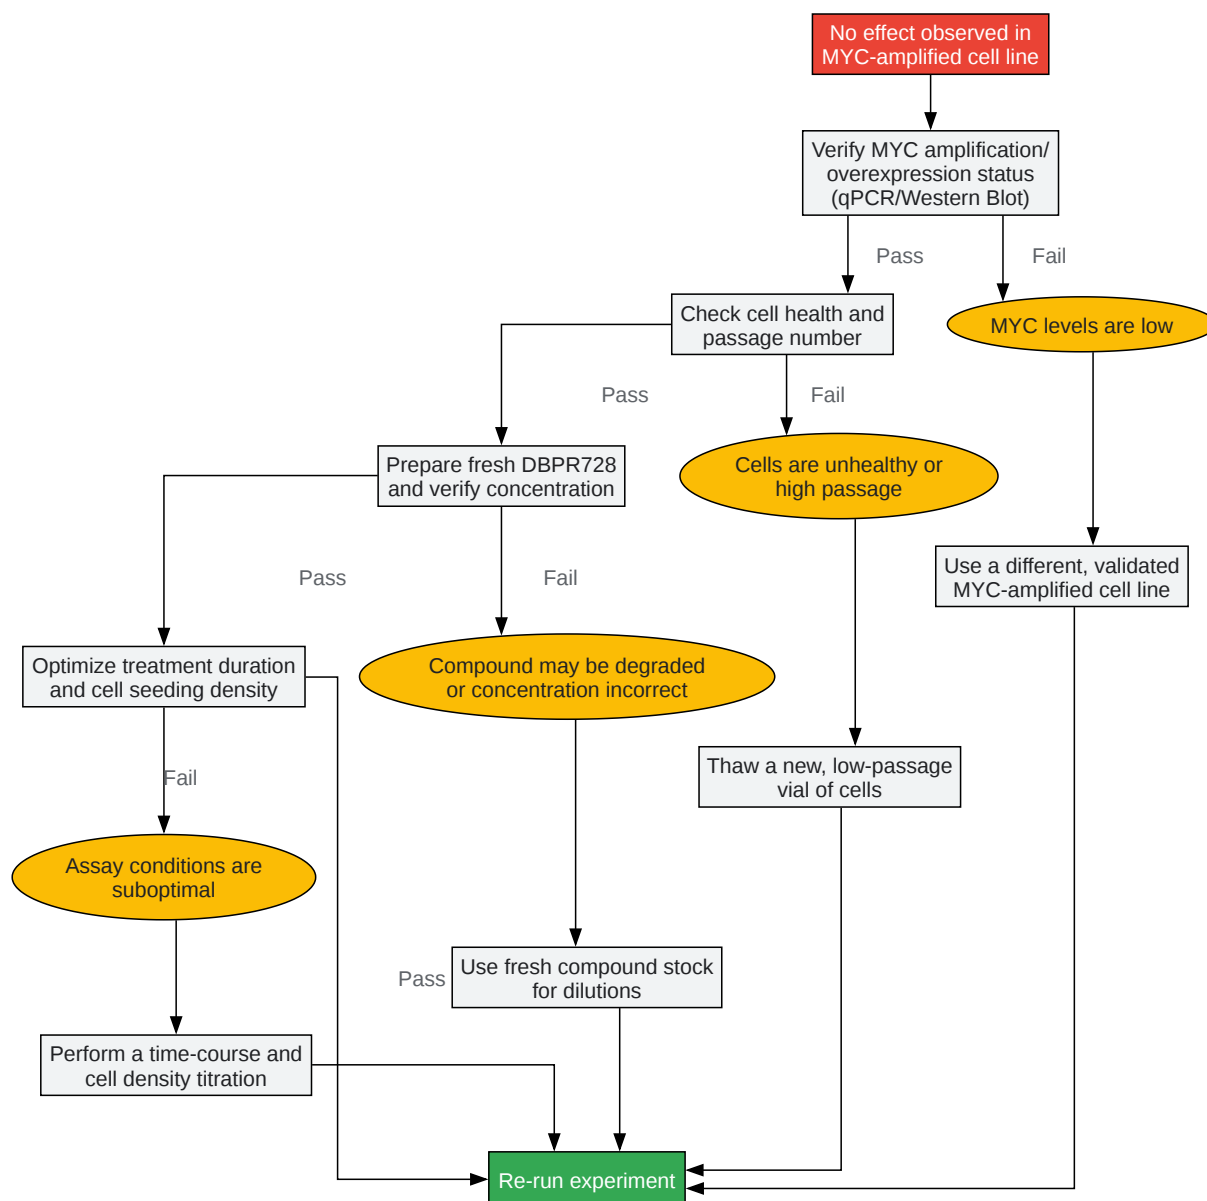 No effect observed in
MYC-amplified cell line
Verify MYC amplification/
overexpression status
(qPCR/Western Blot)
Pass
Fail
Check cell health and
passage number
MYC levels are low
Pass
Fail
Prepare fresh DBPR728
and verify concentration
Cells are unhealthy or
high passage
Pass
Fail
Use a different, validated
MYC-amplified cell line
Optimize treatment duration
and cell seeding density
Compound may be degraded
or concentration incorrect
Fail
Thaw a new, low-passage
vial of cells
Assay conditions are
suboptimal
Pass
Use fresh compound stock
for dilutions
Perform a time-course and
cell density titration
Re-run experiment